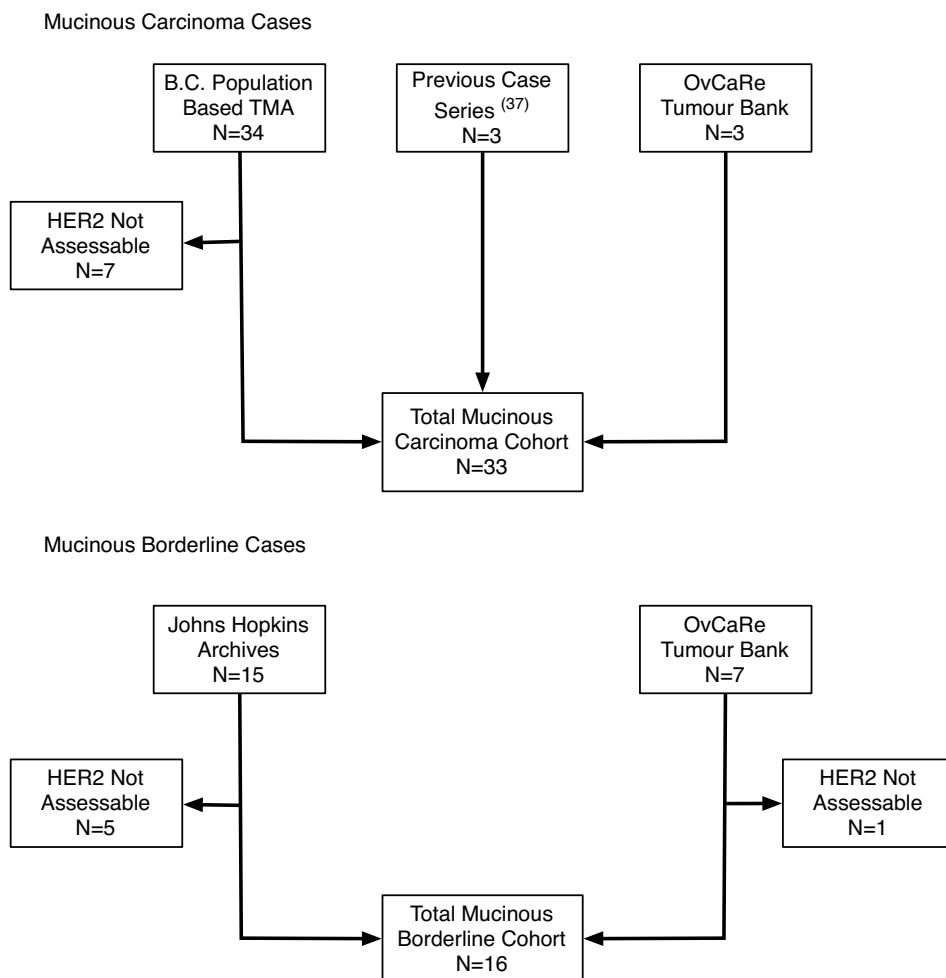 Mucinous Carcinoma Cases
B.C. Population
Based TMA
N=34
Previous Case
Series (37)
N=3
OvCaRe
Tumour Bank
N=3
HER2 Not
Assessable
N=7
Total Mucinous
Carcinoma Cohort
N=33
Mucinous Borderline Cases
Johns Hopkins
Archives
N=15
OvCaRe
Tumour Bank
N=7
HER2 Not
Assessable
N=5
HER2 Not
Assessable
N=1
Total Mucinous
Borderline Cohort
N=16